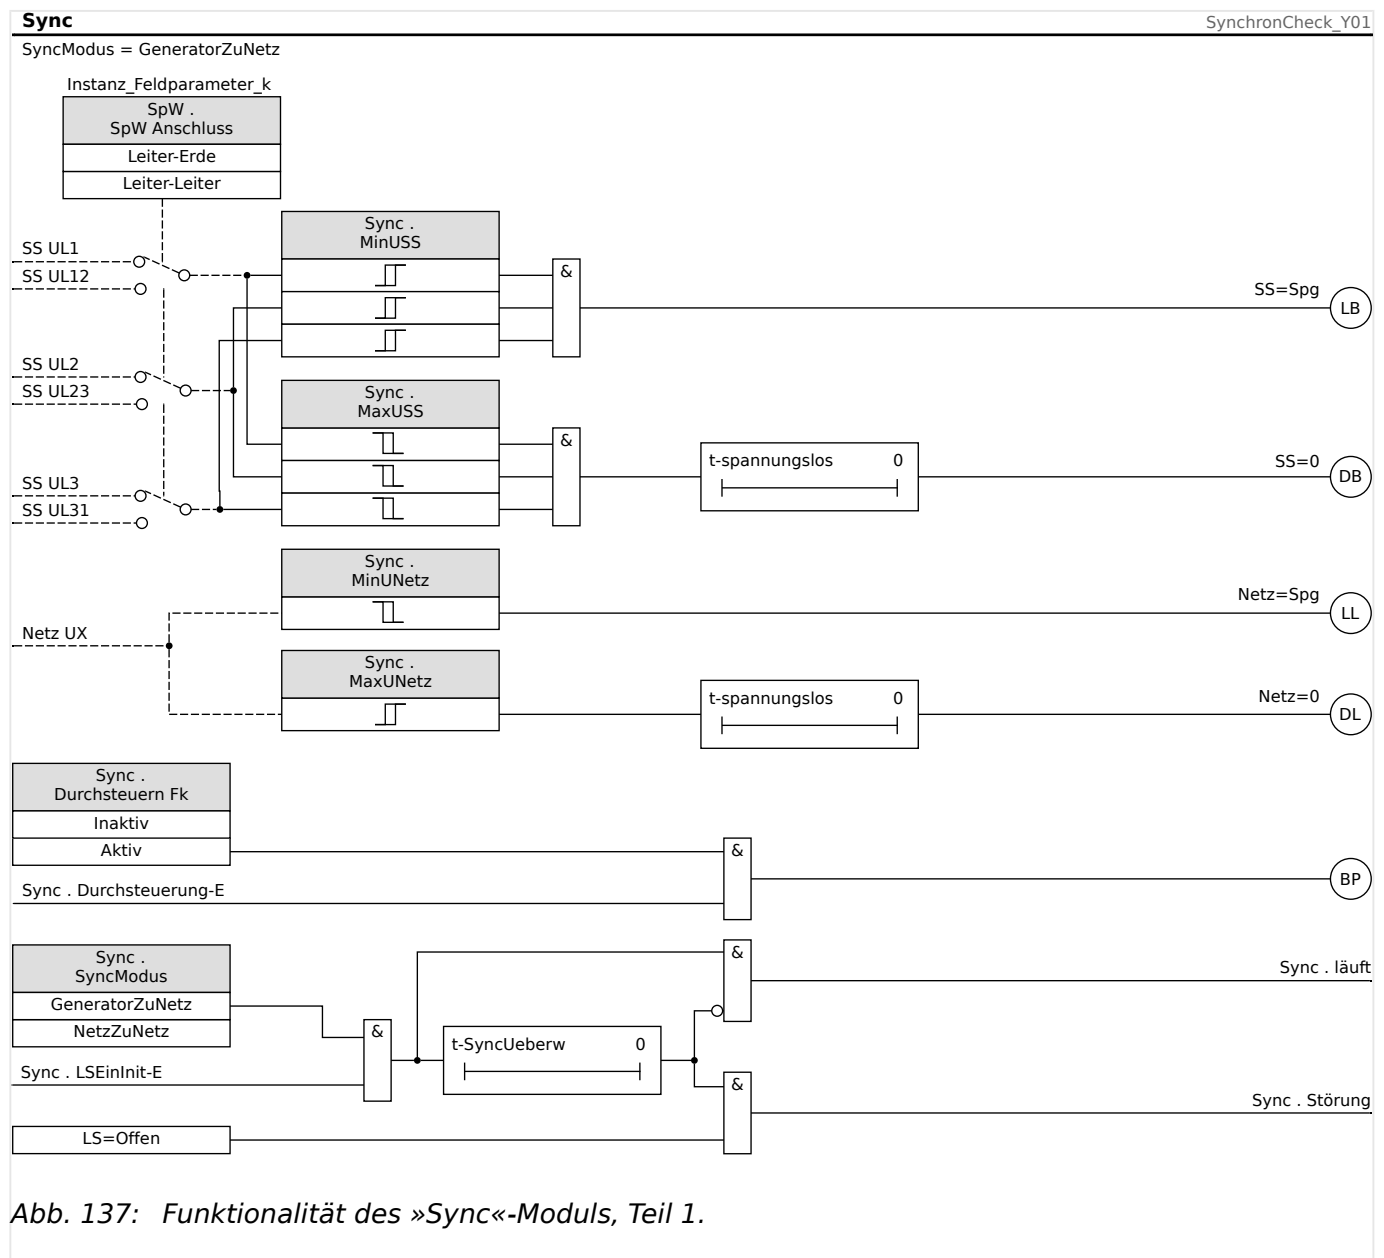 Sync
SynchronCheck_Y01
SyncModus = GeneratorZuNetz
Instanz_Feldparameter_k
SpW .
SpW Anschluss
Leiter-Erde
Leiter-Leiter
Sync .
MinUSS
SS UL1
SS UL12
&
SS=Spg
LB
SS UL2
SS UL23
Sync .
MaxUSS
&
t-spannungslos 0
SS=0
DB
SS UL3
SS UL31
Sync .
MinUNetz
Netz=Spg
LL
Netz UX
Sync .
MaxUNetz
t-spannungslos 0
Netz=0
DL
Sync .
Durchsteuern Fk
Inaktiv
Aktiv
&
BP
Sync . Durchsteuerung-E
Sync .
SyncModus
GeneratorZuNetz
NetzZuNetz
&
Sync . läuft
&
t-SyncUeberw 0
Sync . LSEinInit-E
&
Sync . Störung
LS=Offen
Abb. 137: Funktionalität des »Sync«-Moduls, Teil 1.